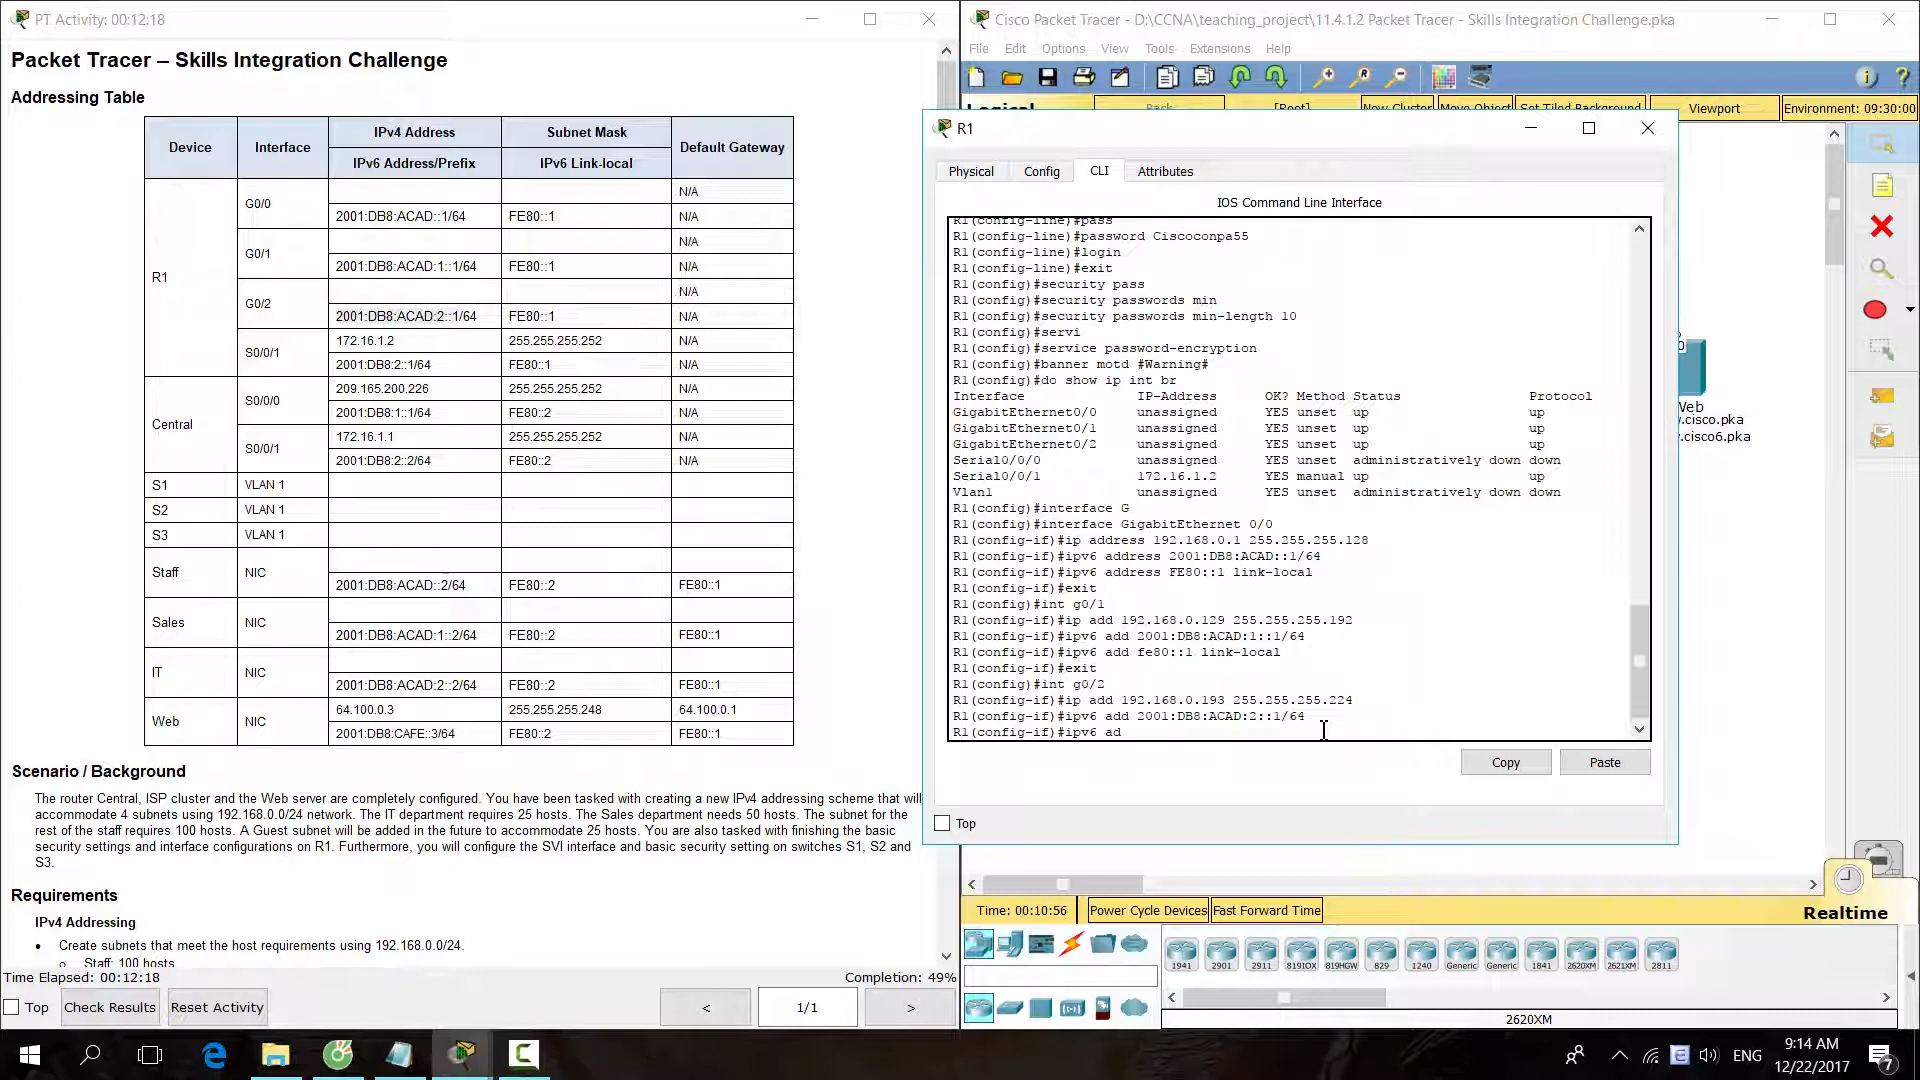 PT Activity: 00:12:18
Packet Tracer – Skills Integration Challenge
Addressing Table
Device Interface IPv4 Address Subnet Mask Default Gateway
IPv6 Address/Prefix IPv6 Link-local
R1 G0/0 N/A
2001:DB8:ACAD::1/64 FE80::1 N/A
G0/1 N/A
2001:DB8:ACAD:1::1/64 FE80::1 N/A
G0/2 N/A
2001:DB8:ACAD:2::1/64 FE80::1 N/A
S0/0/1 172.16.1.2 255.255.255.252 N/A
2001:DB8:2::1/64 FE80::1 N/A
Central S0/0/0 209.165.200.226 255.255.255.252 N/A
2001:DB8:1::1/64 FE80::2 N/A
S0/0/1 172.16.1.1 255.255.255.252 N/A
2001:DB8:2::2/64 FE80::2 N/A
S1 VLAN 1
S2 VLAN 1
S3 VLAN 1
Staff NIC
2001:DB8:ACAD::2/64 FE80::2 FE80::1
Sales NIC
2001:DB8:ACAD:1::2/64 FE80::2 FE80::1
IT NIC
2001:DB8:ACAD:2::2/64 FE80::2 FE80::1
Web NIC 64.100.0.3 255.255.255.248 64.100.0.1
2001:DB8:CAFE::3/64 FE80::2 FE80::1
Scenario / Background
The router Central, ISP cluster and the Web server are completely configured. You have been tasked with creating a new IPv4 addressing scheme that will
accommodate 4 subnets using 192.168.0.0/24 network. The IT department requires 25 hosts. The Sales department needs 50 hosts. The subnet for the
rest of the staff requires 100 hosts. A Guest subnet will be added in the future to accommodate 25 hosts. You are also tasked with finishing the basic
security settings and interface configurations on R1. Furthermore, you will configure the SVI interface and basic security setting on switches S1, S2 and
S3.
Requirements
IPv4 Addressing
• Create subnets that meet the host requirements using 192.168.0.0/24.
o Staff: 100 hosts
Time Elapsed: 00:12:18 Completion: 49%
Top Check Results Reset Activity < 1/1 >
Cisco Packet Tracer - D:\CCNA\teaching_project\11.4.1.2 Packet Tracer - Skills Integration Challenge.pka
File Edit Options View Tools Extensions Help
Logical Back [Root] New Cluster Move Object Set Tiled Background Viewport Environment: 09:30:00
R1
Physical Config CLI Attributes
IOS Command Line Interface
R1(config-line)#pass
R1(config-line)#password Ciscoconpa55
R1(config-line)#login
R1(config-line)#exit
R1(config)#security pass
R1(config)#security passwords min
R1(config)#security passwords min-length 10
R1(config)#servi
R1(config)#service password-encryption
R1(config)#banner motd #Warning#
R1(config)#do show ip int br
Interface IP-Address OK? Method Status Protocol
GigabitEthernet0/0 unassigned YES unset up up
GigabitEthernet0/1 unassigned YES unset up up
GigabitEthernet0/2 unassigned YES unset up up
Serial0/0/0 unassigned YES unset administratively down down
Serial0/0/1 172.16.1.2 YES manual up up
Vlan1 unassigned YES unset administratively down down
R1(config)#interface G
R1(config)#interface GigabitEthernet 0/0
R1(config-if)#ip address 192.168.0.1 255.255.255.128
R1(config-if)#ipv6 address 2001:DB8:ACAD::1/64
R1(config-if)#ipv6 address FE80::1 link-local
R1(config-if)#exit
R1(config)#int g0/1
R1(config-if)#ip add 192.168.0.129 255.255.255.192
R1(config-if)#ipv6 add 2001:DB8:ACAD:1::1/64
R1(config-if)#ipv6 add fe80::1 link-local
R1(config-if)#exit
R1(config)#int g0/2
R1(config-if)#ip add 192.168.0.193 255.255.255.224
R1(config-if)#ipv6 add 2001:DB8:ACAD:2::1/64
R1(config-if)#ipv6 ad
Copy Paste
Top
Web
.cisco.pka
.cisco6.pka
Time: 00:10:56 Power Cycle Devices Fast Forward Time
Realtime
1941 2901 2911 819IOX 819HGW 829 1240 Generic Generic 1841 2620XM 2621XM 2811
2620XM
ENG
9:14 AM
12/22/2017
7